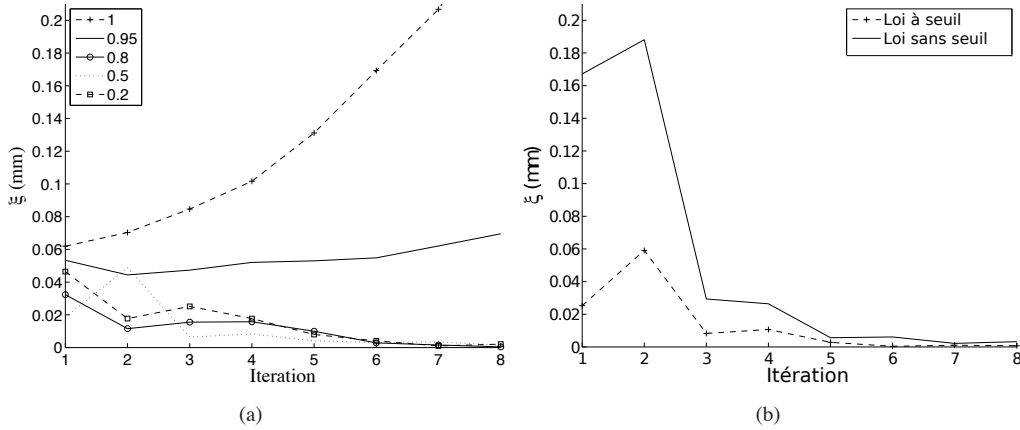 1
0.95
0.8
0.5
0.2
0.2
0.18
0.16
0.14
0.12
0.1
0.08
0.06
0.04
0.02
0
ξ (mm)
1 2 3 4 5 6 7 8
Iteration
(a)
Loi à seuil
Loi sans seuil
0.2
0.18
0.16
0.14
0.12
0.1
0.08
0.06
0.04
0.02
0
ξ (mm)
1 2 3 4 5 6 7 8
Itération
(b)